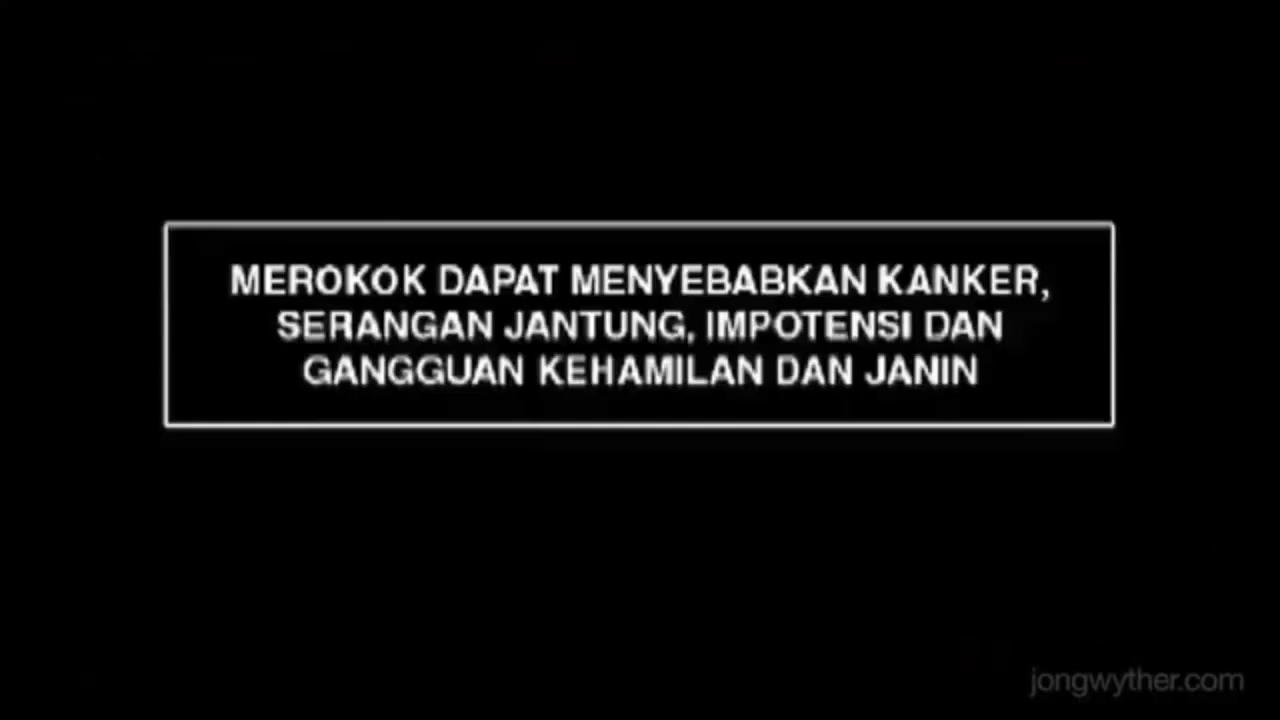 MEROKOK DAPAT MENYEBABKAN KANKER,
SERANGAN JANTUNG, IMPOTENSI DAN
GANGGUAN KEHAMILAN DAN JANIN
jongwyther.com